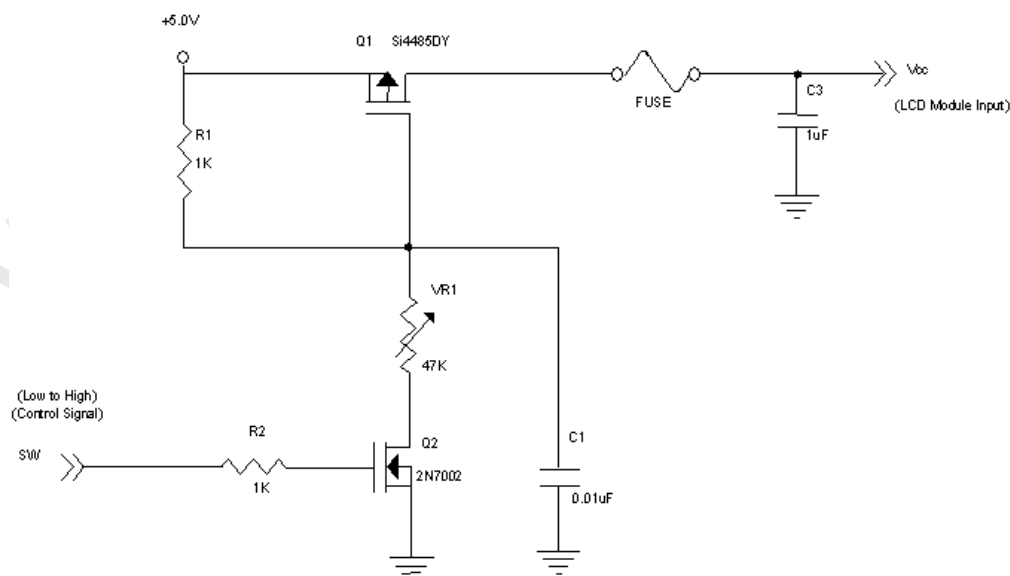 +5.0V
Q1 Si4485DY
FUSE
Vcc
(LCD Module Input)
C3
1uF
R1
1K
VR1
47K
(Low to High)
(Control Signal)
SW
R2
1K
Q2
2N7002
C1
0.01uF